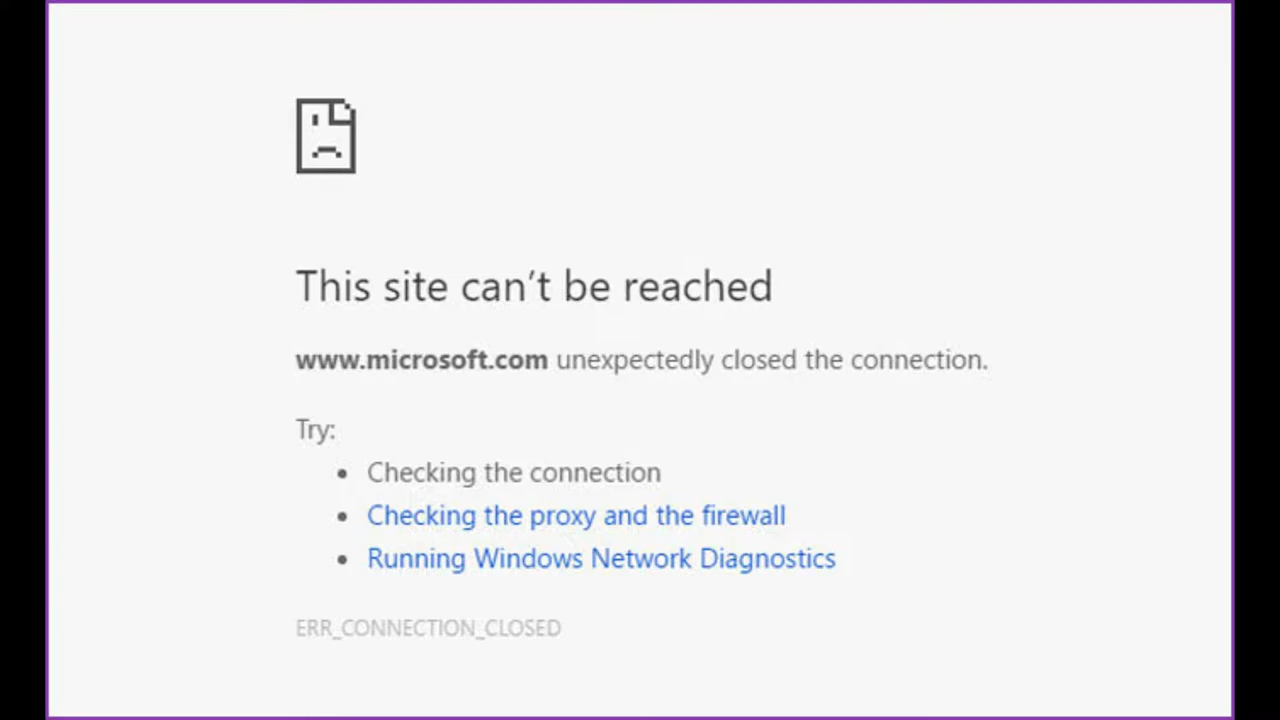 This site can’t be reached
www.microsoft.com unexpectedly closed the connection.
Try:
• Checking the connection
• Checking the proxy and the firewall
• Running Windows Network Diagnostics
ERR_CONNECTION_CLOSED